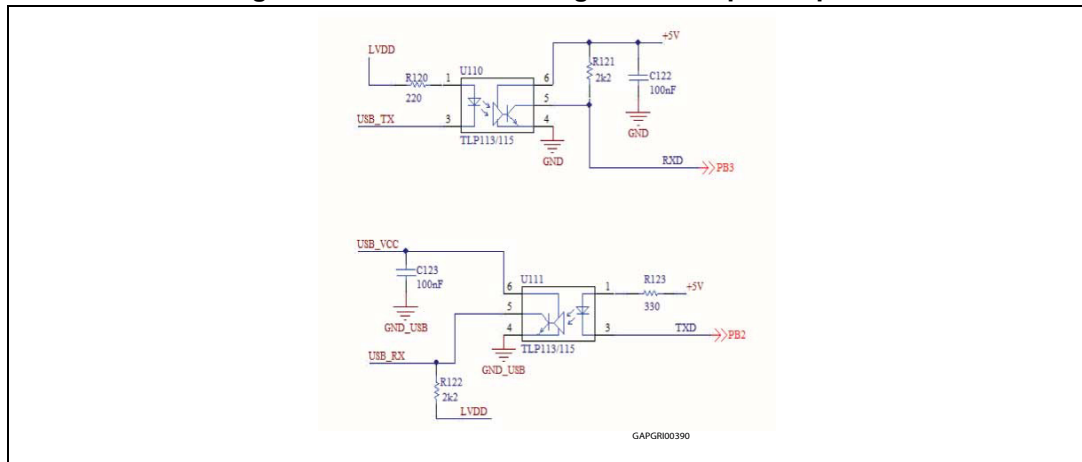 LVDD
R120
220
USB_TX
1
3
U110
TLP113/115
6
5
4
GND
+5V
R121
2k2
C122
100nF
GND
RXD
PB3
USB_VCC
C123
100nF
GND_USB
USB_RX
R122
2k2
LVDD
6
5
4
GND_USB
U111
TLP113/115
1
3
R123
330
+5V
TXD
PB2
GAPGRI00390